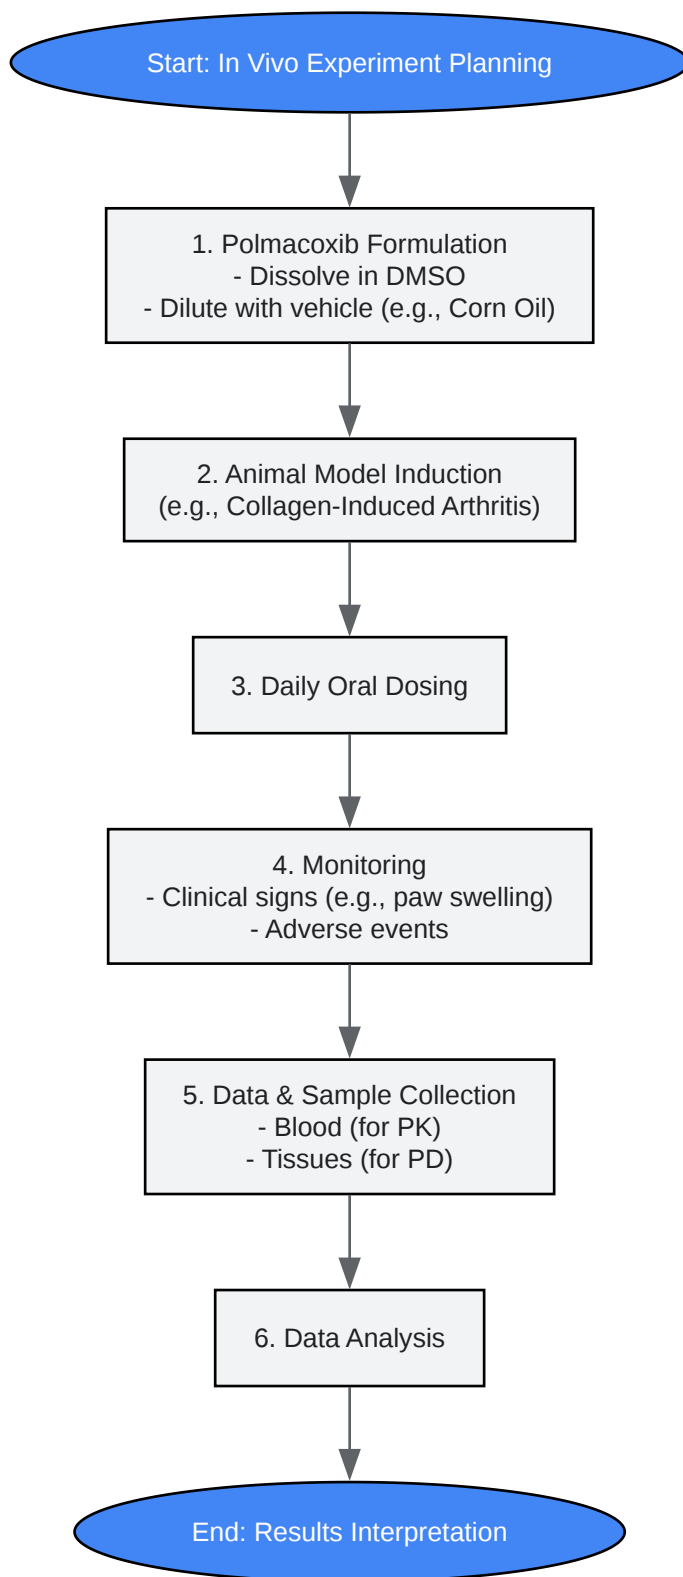 Start: In Vivo Experiment Planning
1. Polmacoxib Formulation
- Dissolve in DMSO
- Dilute with vehicle (e.g., Corn Oil)
2. Animal Model Induction
(e.g., Collagen-Induced Arthritis)
3. Daily Oral Dosing
4. Monitoring
- Clinical signs (e.g., paw swelling)
- Adverse events
5. Data & Sample Collection
- Blood (for PK)
- Tissues (for PD)
6. Data Analysis
End: Results Interpretation